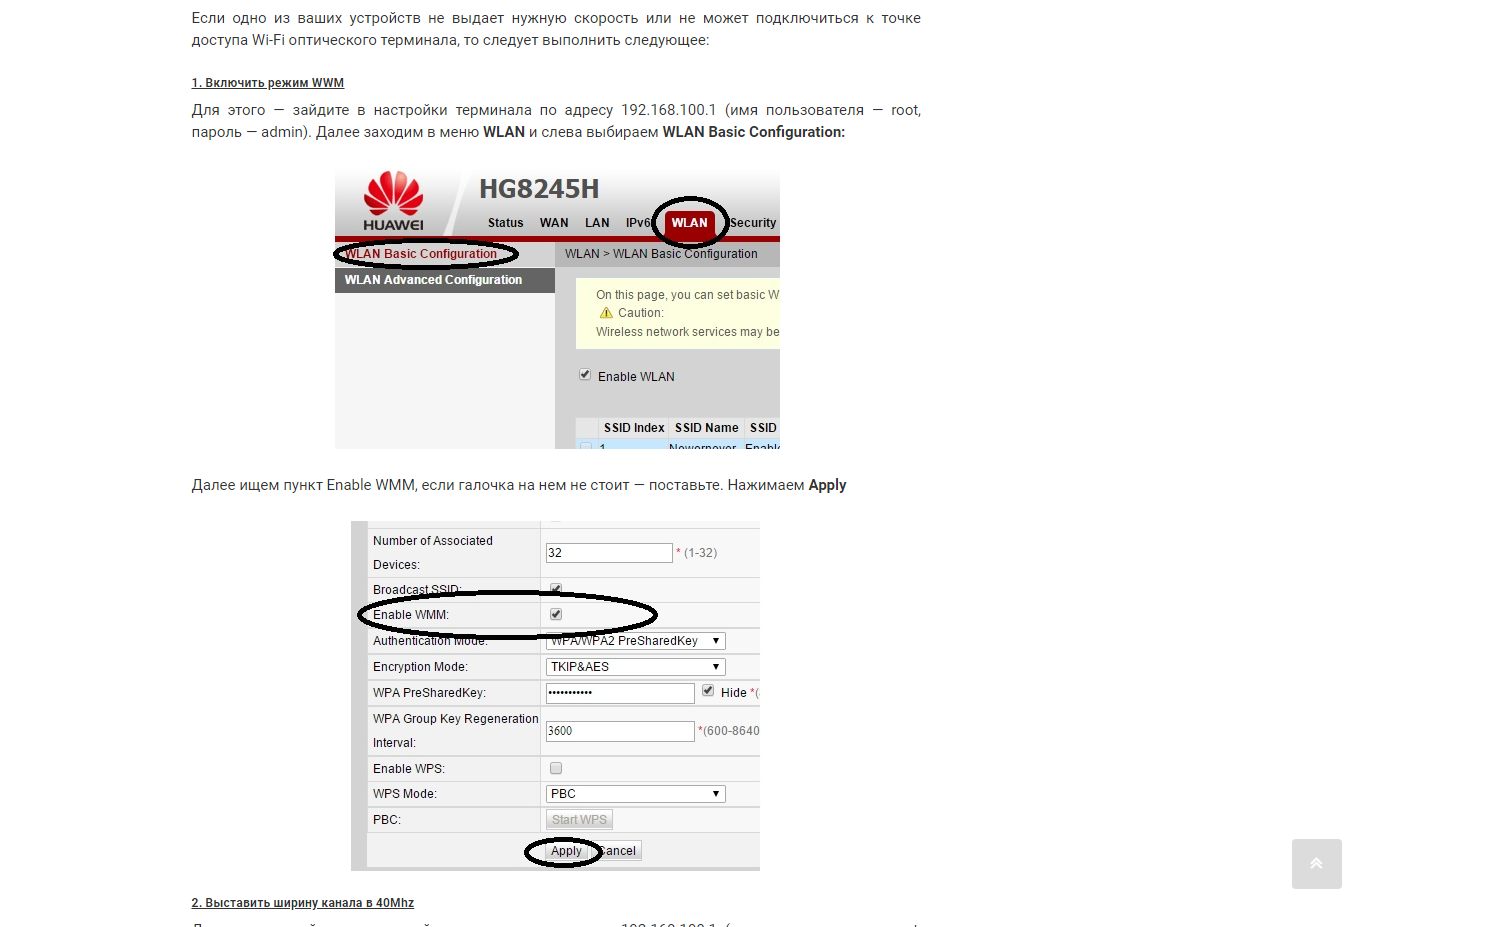 Если одно из ваших устройств не выдает нужную скорость или не может подключиться к точке
доступа Wi-Fi оптического терминала, то следует выполнить следующее:
1. Включить режим WWM
Для этого — зайдите в настройки терминала по адресу 192.168.100.1 (имя пользователя — root,
пароль — admin). Далее заходим в меню WLAN и слева выбираем WLAN Basic Configuration:
HUAWEI
HG8245H
Status WAN LAN IPv6 WLAN Security
WLAN Basic Configuration
WLAN > WLAN Basic Configuration
WLAN Advanced Configuration
On this page, you can set basic W
Caution:
Wireless network services may be
Enable WLAN
SSID Index SSID Name SSID
1 Newornever Enable
Далее ищем пункт Enable WMM, если галочка на нем не стоит — поставьте. Нажимаем Apply
Number of Associated
Devices:
32 * (1-32)
Broadcast SSID:
Enable WMM:
Authentication Mode: WPA/WPA2 PreSharedKey
Encryption Mode: TKIP&AES
WPA PreSharedKey: ••••••••••• Hide *(
WPA Group Key Regeneration
Interval:
3600 *(600-8640
Enable WPS:
WPS Mode: PBC
PBC: Start WPS
Apply Cancel
2. Выставить ширину канала в 40Mhz